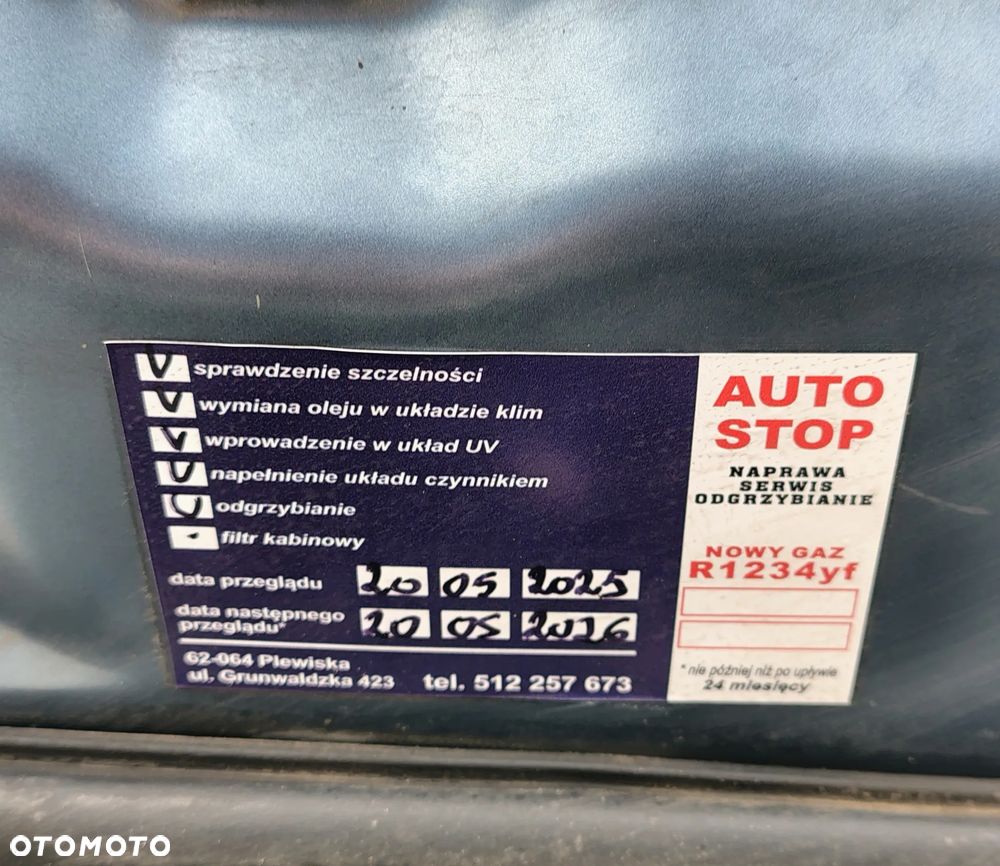 V sprawdzenie szczelności
V wymiana oleju w układzie klim
V wprowadzenie w układ UV
V napełnienie układu czynnikiem
V odgrzybianie
filtr kabinowy
data przeglądu 20 05 2025
data następnego
przeglądu* 20 05 2026
62-064 Plewiska
ul. Grunwaldzka 423 tel. 512 257 673
AUTO
STOP
NAPRAWA
SERWIS
ODGRZYBIANIE
NOWY GAZ
R1234yf
* nie później niż po upływie
24 miesięcy
OTOMOTO